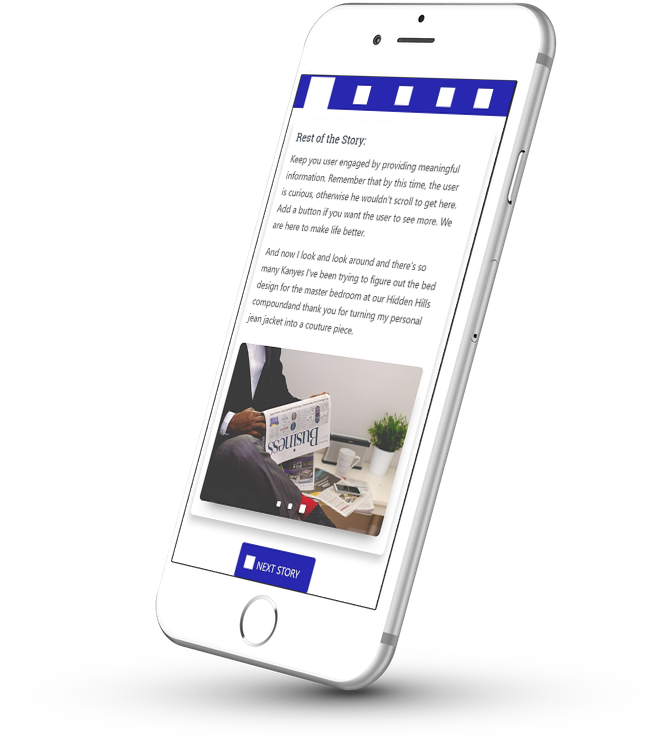 Rest of the Story:
Keep you user engaged by providing meaningful
information. Remember that by this time, the user
is curious, otherwise he wouldn't scroll to get here.
Add a button if you want the user to see more. We
are here to make life better.
And now I look and look around and there's so
many Kanyes I've been trying to figure out the bed
design for the master bedroom at our Hidden Hills
compoundand thank you for turning my personal
jean jacket into a couture piece.
Business
NEXT STORY